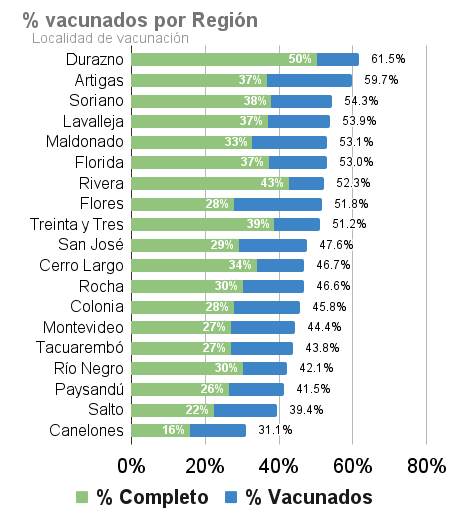 % vacunados por Región
Localidad de vacunación
Durazno 50% 61.5%
Artigas 37% 59.7%
Soriano 38% 54.3%
Lavalleja 37% 53.9%
Maldonado 33% 53.1%
Florida 37% 53.0%
Rivera 43% 52.3%
Flores 28% 51.8%
Treinta y Tres 39% 51.2%
San José 29% 47.6%
Cerro Largo 34% 46.7%
Rocha 30% 46.6%
Colonia 28% 45.8%
Montevideo 27% 44.4%
Tacuarembó 27% 43.8%
Río Negro 30% 42.1%
Paysandú 26% 41.5%
Salto 22% 39.4%
Canelones 16% 31.1%
0% 20% 40% 60% 80%
% Completo % Vacunados